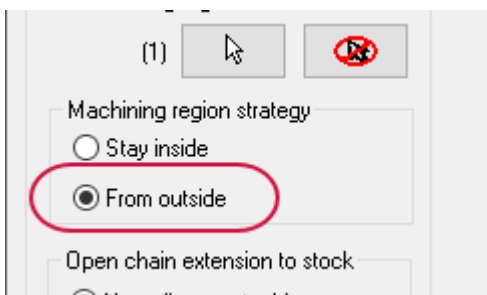 (1)
Machining region strategy
Stay inside
From outside
Open chain extension to stock